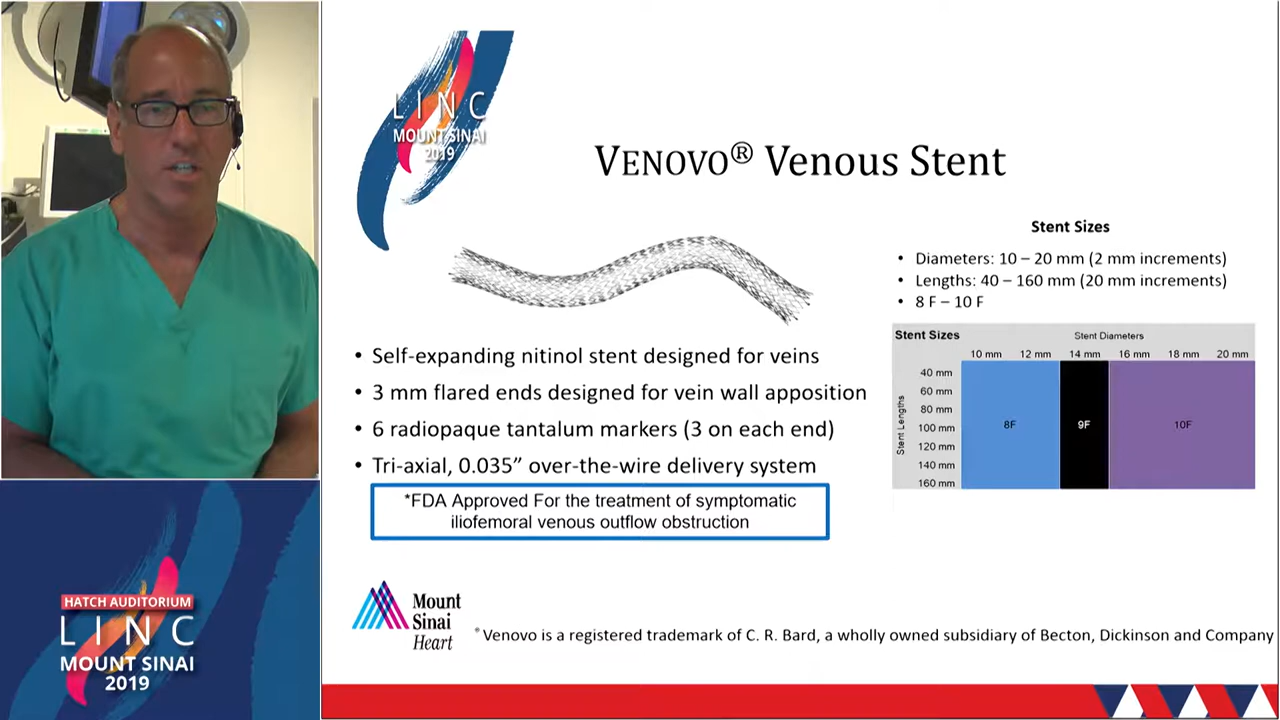 LINC
MOUNT SINAI
2019
VENOVO® Venous Stent
• Self-expanding nitinol stent designed for veins
• 3 mm flared ends designed for vein wall apposition
• 6 radiopaque tantalum markers (3 on each end)
• Tri-axial, 0.035” over-the-wire delivery system
*FDA Approved For the treatment of symptomatic
iliofemoral venous outflow obstruction
Stent Sizes
• Diameters: 10 – 20 mm (2 mm increments)
• Lengths: 40 – 160 mm (20 mm increments)
• 8 F – 10 F
Stent Sizes
Stent Diameters
10 mm 12 mm 14 mm 16 mm 18 mm 20 mm
Stent Lengths
40 mm
60 mm
80 mm
100 mm
120 mm
140 mm
160 mm
8F 9F 10F
Mount
Sinai
Heart
® Venovo is a registered trademark of C. R. Bard, a wholly owned subsidiary of Becton, Dickinson and Company
HATCH AUDITORIUM
LINC
MOUNT SINAI
2019